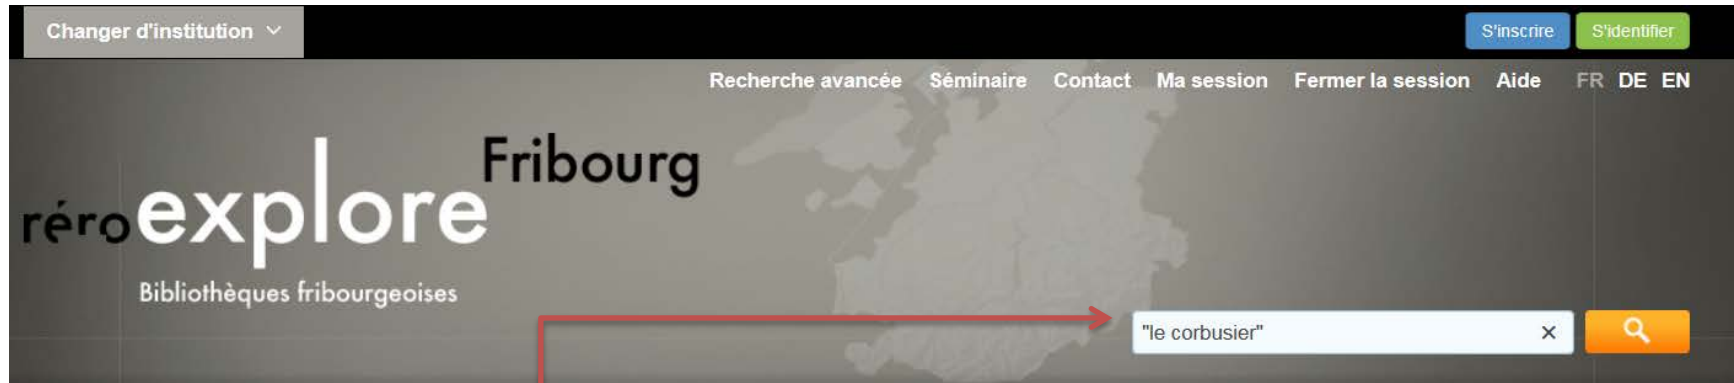 Changer d'institution
S'inscrire S'identifier
Recherche avancée Séminaire Contact Ma session Fermer la session Aide FR DE EN
réro explore Fribourg
Bibliothèques fribourgeoises
"le corbusier" ×